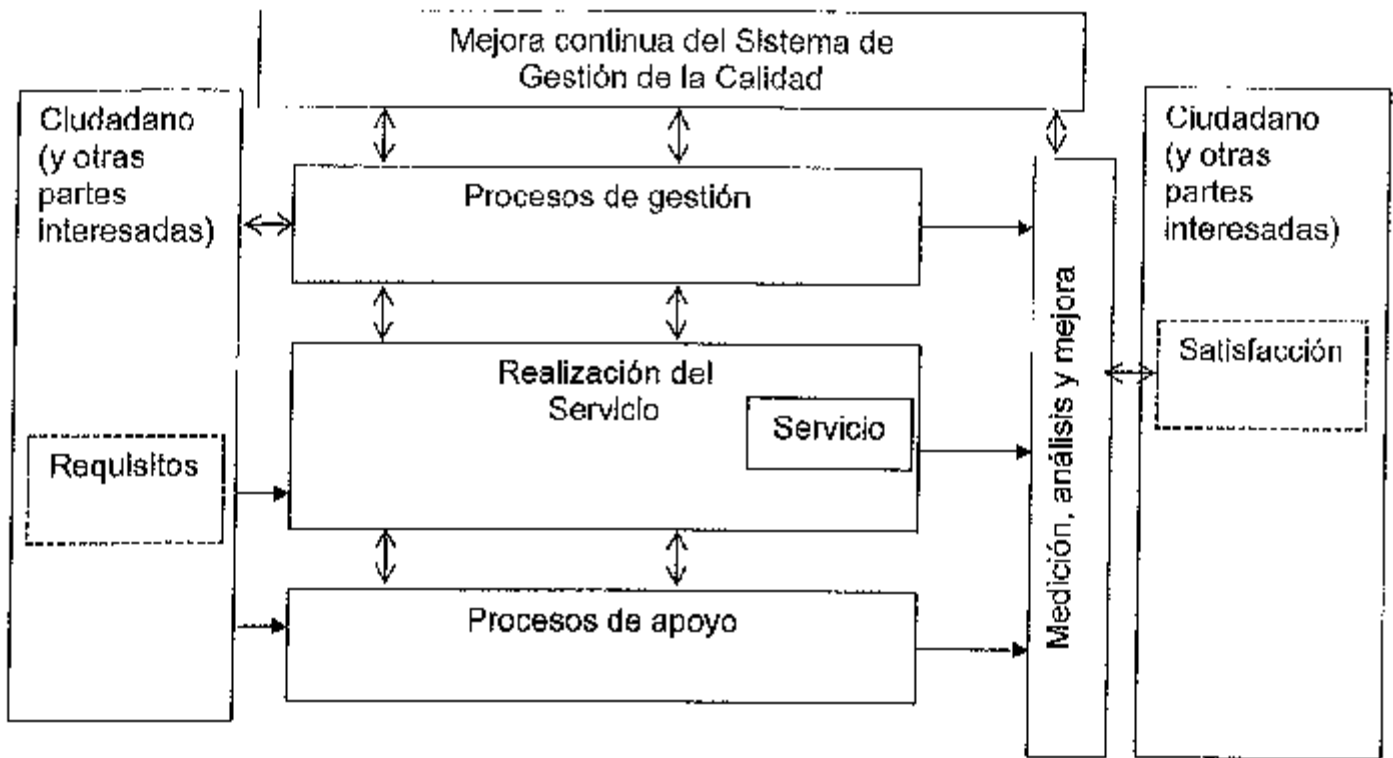 Mejora continua del Sistema de
Gestión de la Calidad
Ciudadano
(y otras
partes
interesadas)
Requisitos
Procesos de gestión
Realización del
Servicio
Servicio
Procesos de apoyo
Medición, análisis y mejora
Ciudadano
(y otras
partes
interesadas)
Satisfacción